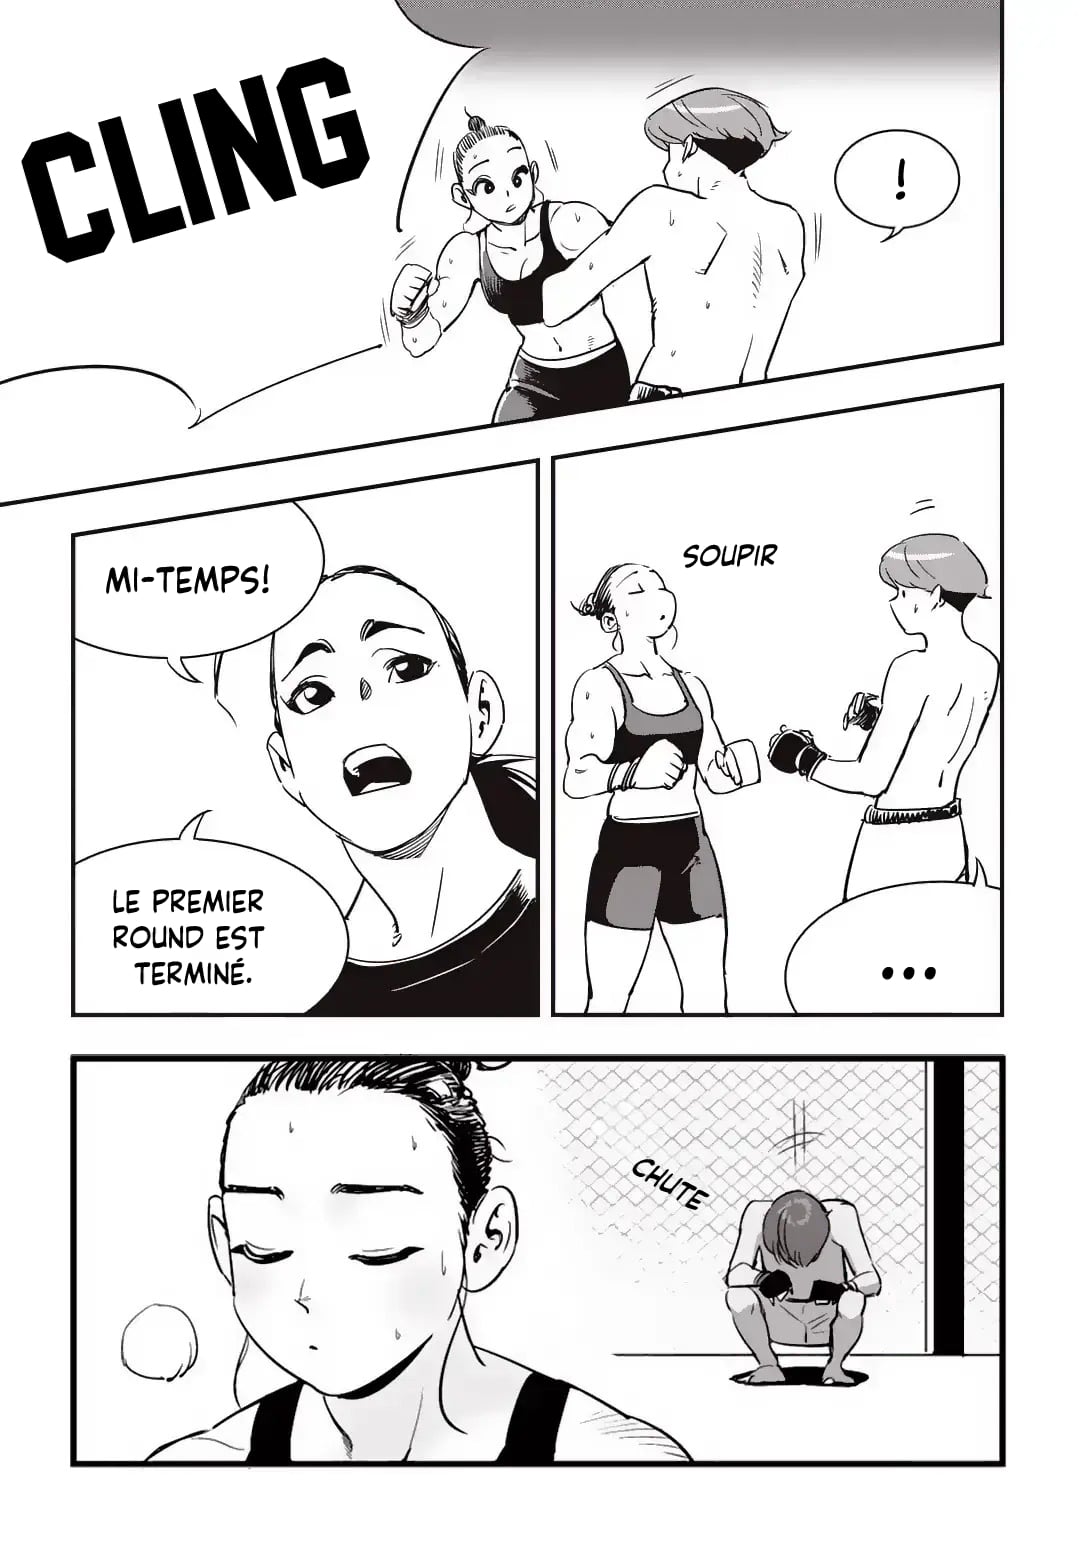 CLING
!
MI-TEMPS!
LE PREMIER
ROUND EST
TERMINÉ.
SOUPIR
...
CHUTE